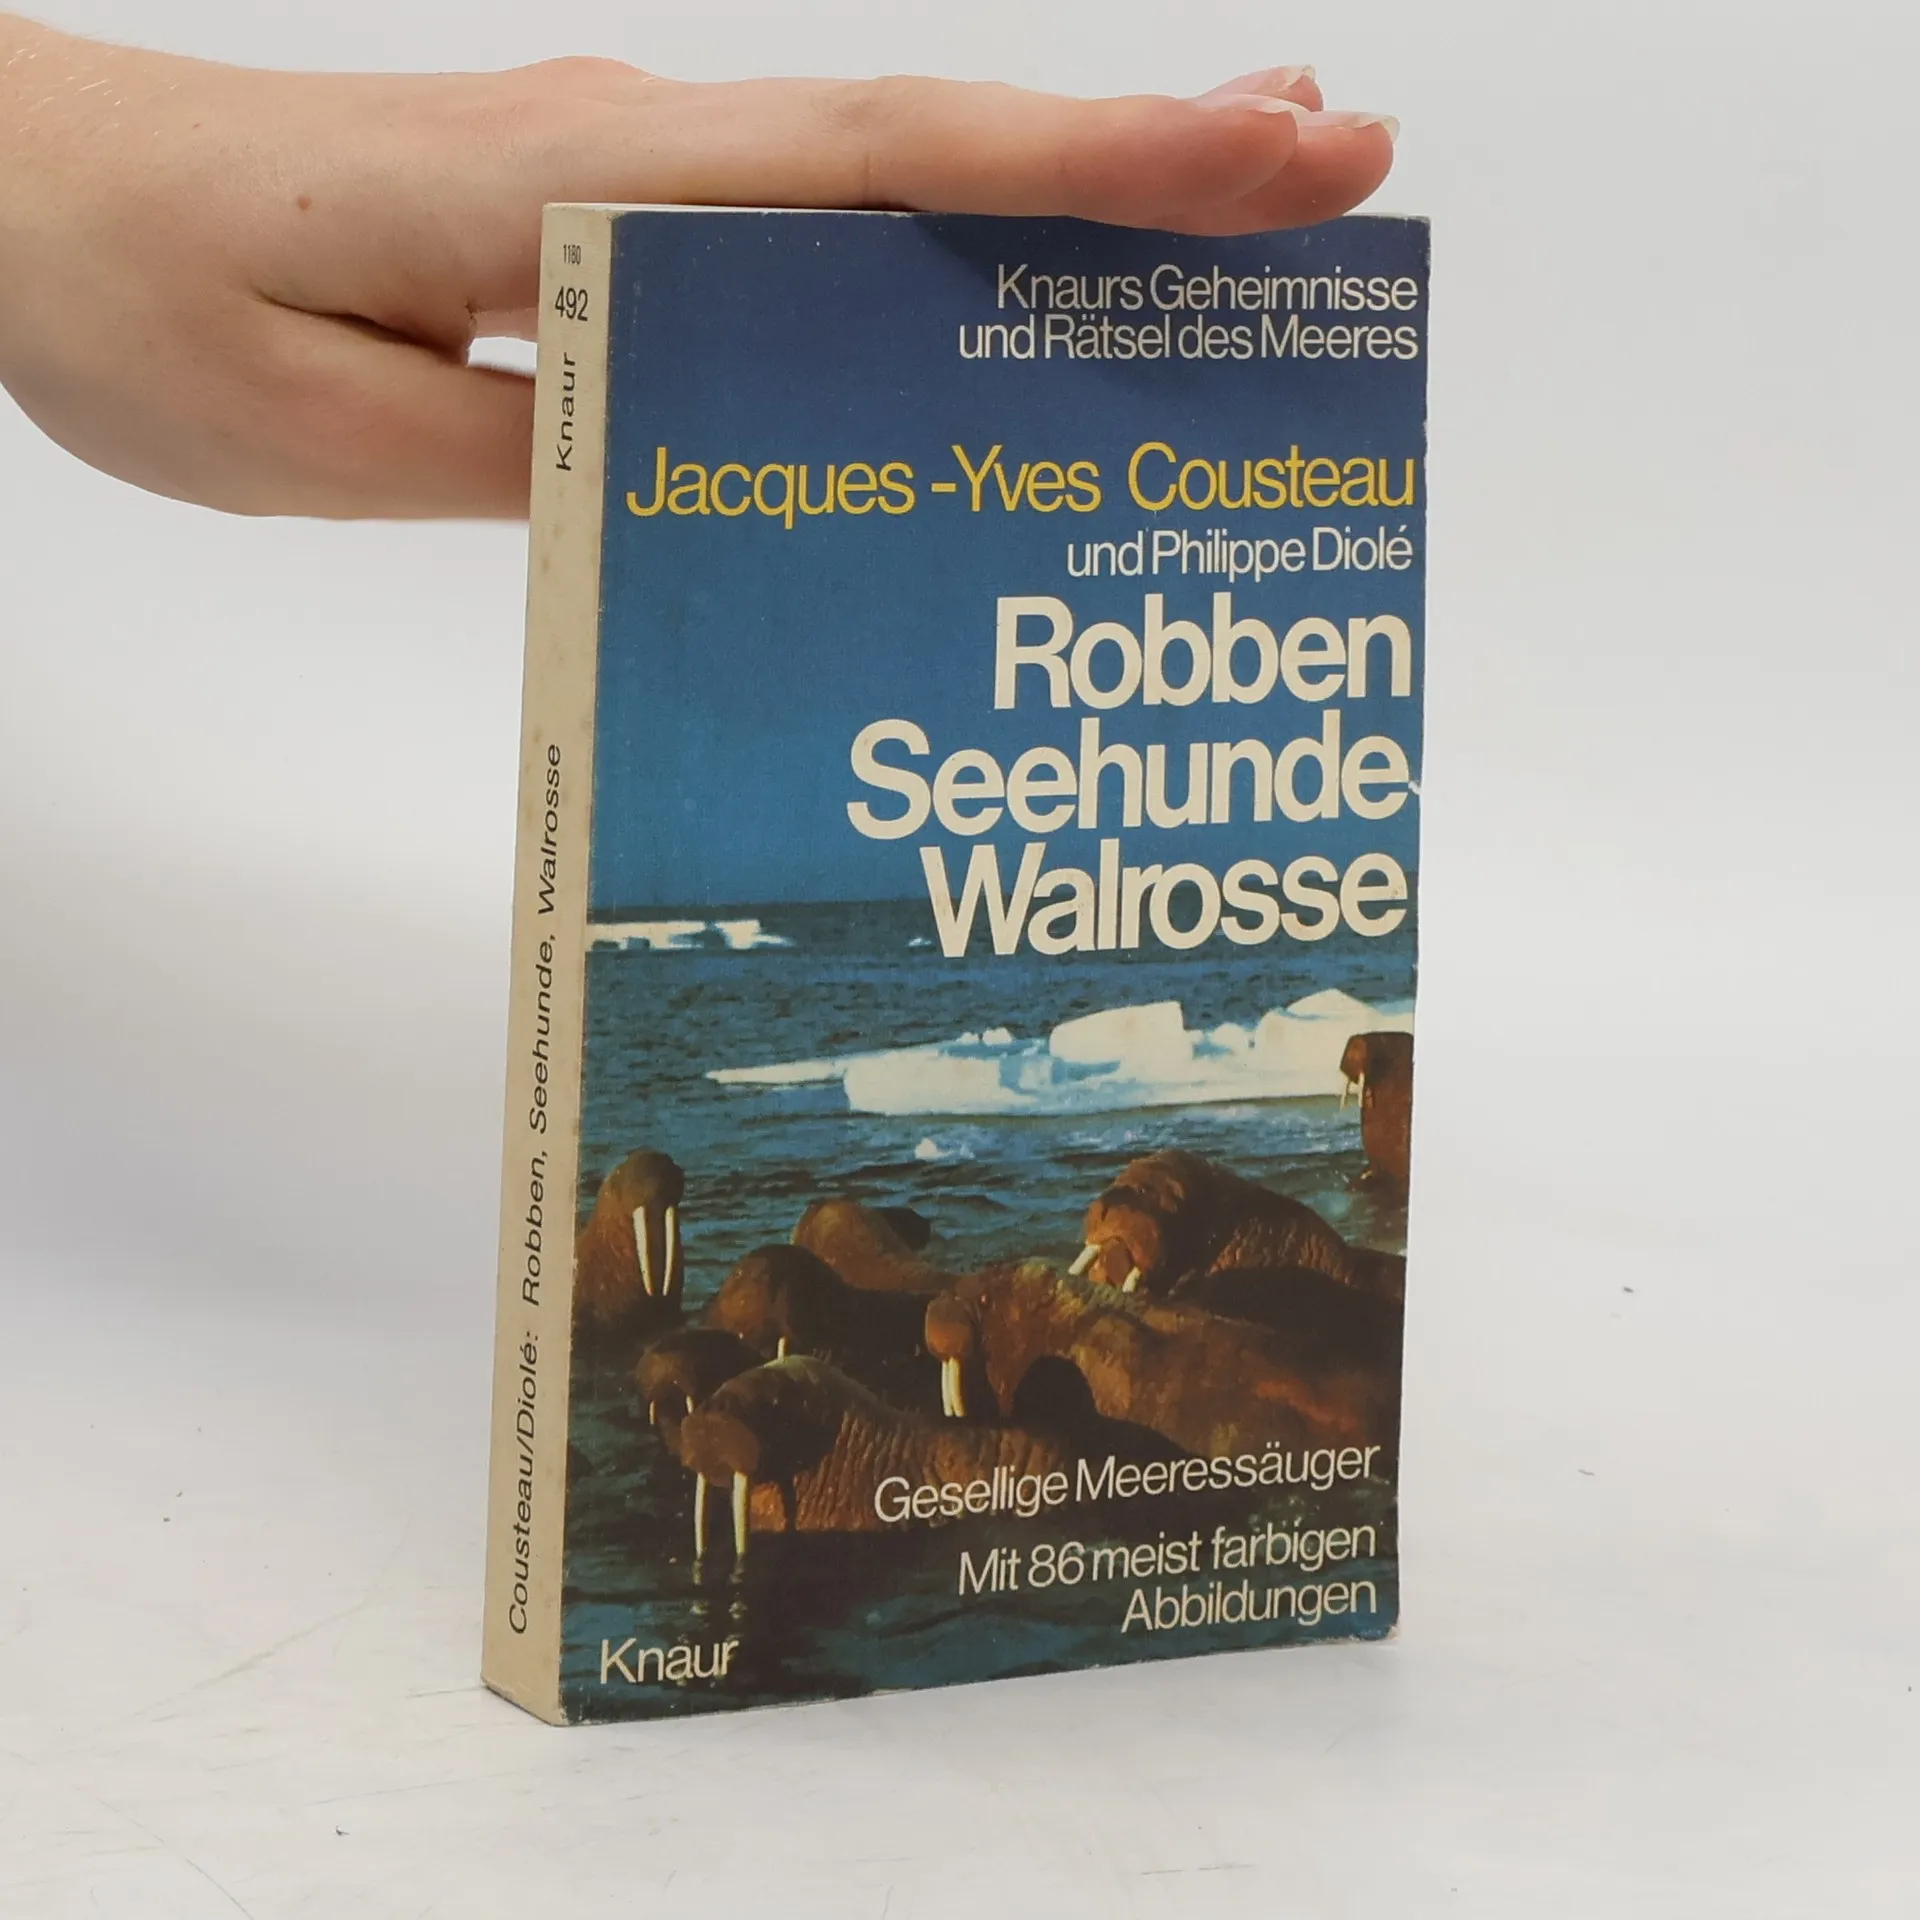 1180
492
Knaur
Cousteau/Diolé: Robben, Seehunde, Walrosse
Knaurs Geheimnisse
und Rätsel des Meeres
Jacques-Yves Cousteau
und Philippe Diolé
Robben
Seehunde
Walrosse
Gesellige Meeressäuger
Mit 86 meist farbigen
Abbildungen
Knaur